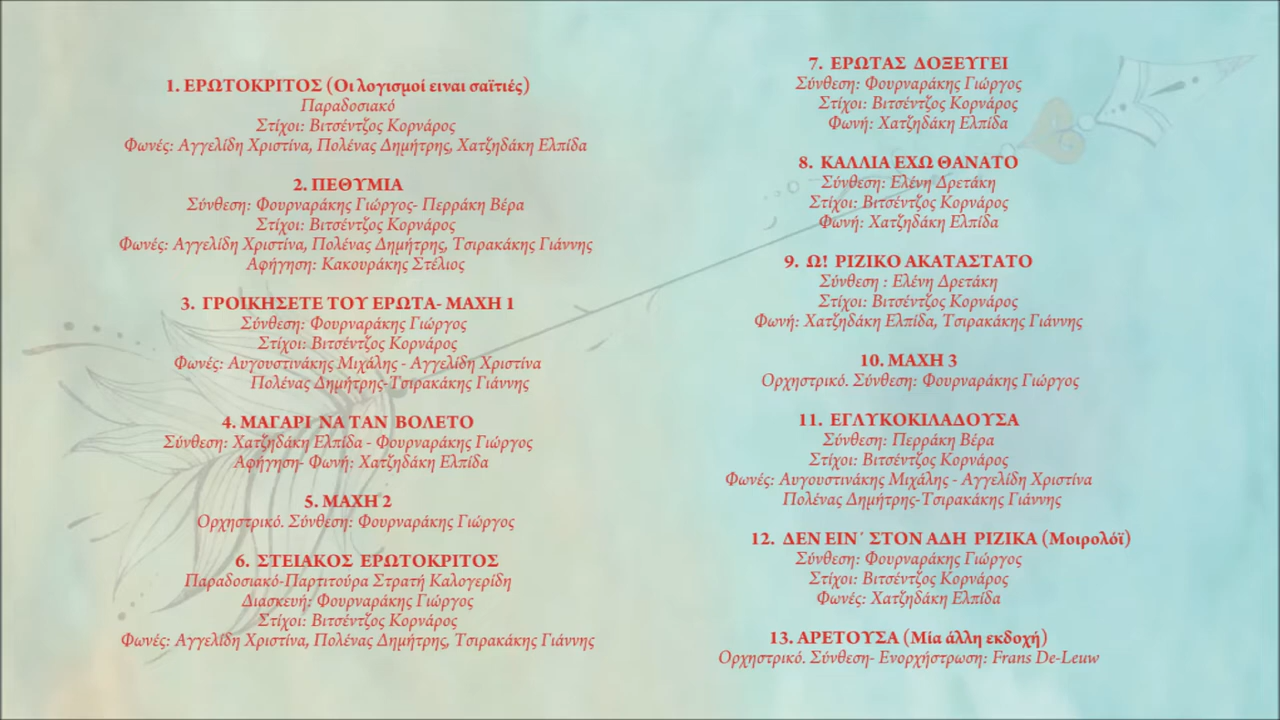 1. ΕΡΩΤΟΚΡΙΤΟΣ (Οι λογισμοί ειναι σαϊτιές)
Παραδοσιακό
Στίχοι: Βιτσέντζος Κορνάρος
Φωνές: Αγγελίδη Χριστίνα, Πολένας Δημήτρης, Χατζηδάκη Ελπίδα
2. ΠΕΘΥΜΙΑ
Σύνθεση: Φουρναράκης Γιώργος- Περράκη Βέρα
Στίχοι: Βιτσέντζος Κορνάρος
Φωνές: Αγγελίδη Χριστίνα, Πολένας Δημήτρης, Τσιρακάκης Γιάννης
Αφήγηση: Κακουράκης Στέλιος
3. ΓΡΟΙΚΗΣΕΤΕ ΤΟΥ ΕΡΩΤΑ- ΜΑΧΗ 1
Σύνθεση: Φουρναράκης Γιώργος
Στίχοι: Βιτσέντζος Κορνάρος
Φωνές: Αυγουστινάκης Μιχάλης - Αγγελίδη Χριστίνα
Πολένας Δημήτρης-Τσιρακάκης Γιάννης
4. ΜΑΓΑΡΙ ΝΑ ΤΑΝ ΒΟΛΕΤΟ
Σύνθεση: Χατζηδάκη Ελπίδα - Φουρναράκης Γιώργος
Αφήγηση- Φωνή: Χατζηδάκη Ελπίδα
5. ΜΑΧΗ 2
Ορχηστρικό. Σύνθεση: Φουρναράκης Γιώργος
6. ΣΤΕΙΑΚΟΣ ΕΡΩΤΟΚΡΙΤΟΣ
Παραδοσιακό-Παρτιτούρα Στρατή Καλογερίδη
Διασκευή: Φουρναράκης Γιώργος
Στίχοι: Βιτσέντζος Κορνάρος
Φωνές: Αγγελίδη Χριστίνα, Πολένας Δημήτρης, Τσιρακάκης Γιάννης
7. ΕΡΩΤΑΣ ΔΟΞΕΥΓΕΙ
Σύνθεση: Φουρναράκης Γιώργος
Στίχοι: Βιτσέντζος Κορνάρος
Φωνή: Χατζηδάκη Ελπίδα
8. ΚΑΛΛΙΑ ΕΧΩ ΘΑΝΑΤΟ
Σύνθεση: Ελένη Δρετάκη
Στίχοι: Βιτσέντζος Κορνάρος
Φωνή: Χατζηδάκη Ελπίδα
9. Ω! ΡΙΖΙΚΟ ΑΚΑΤΑΣΤΑΤΟ
Σύνθεση : Ελένη Δρετάκη
Στίχοι: Βιτσέντζος Κορνάρος
Φωνή: Χατζηδάκη Ελπίδα, Τσιρακάκης Γιάννης
10. ΜΑΧΗ 3
Ορχηστρικό. Σύνθεση: Φουρναράκης Γιώργος
11. ΕΓΛΥΚΟΚΙΛΑΔΟΥΣΑ
Σύνθεση: Περράκη Βέρα
Στίχοι: Βιτσέντζος Κορνάρος
Φωνές: Αυγουστινάκης Μιχάλης - Αγγελίδη Χριστίνα
Πολένας Δημήτρης-Τσιρακάκης Γιάννης
12. ΔΕΝ ΕΙΝ΄ ΣΤΟΝ ΑΔΗ ΡΙΖΙΚΑ (Μοιρολόϊ)
Σύνθεση: Φουρναράκης Γιώργος
Στίχοι: Βιτσέντζος Κορνάρος
Φωνές: Χατζηδάκη Ελπίδα
13. ΑΡΕΤΟΥΣΑ (Μία άλλη εκδοχή)
Ορχηστρικό. Σύνθεση- Ενορχήστρωση: Frans De-Leuw